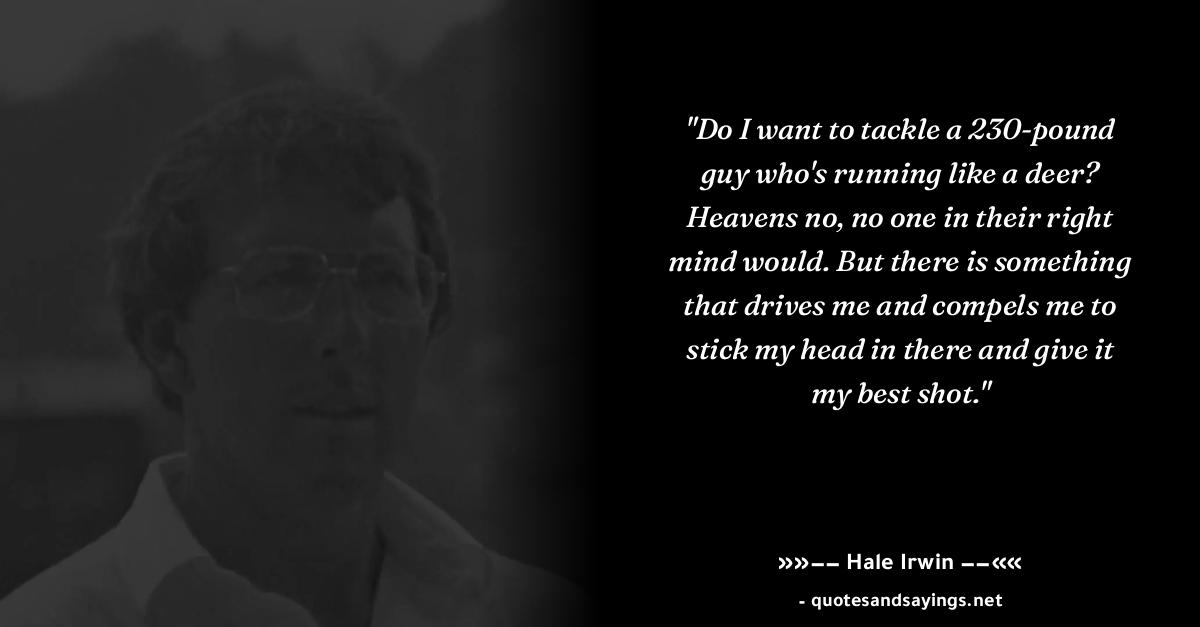 "Do I want to tackle a 230-pound
guy who's running like a deer?
Heavens no, no one in their right
mind would. But there is something
that drives me and compels me to
stick my head in there and give it
my best shot."
»»−− Hale Irwin −−««
- quotesandsayings.net